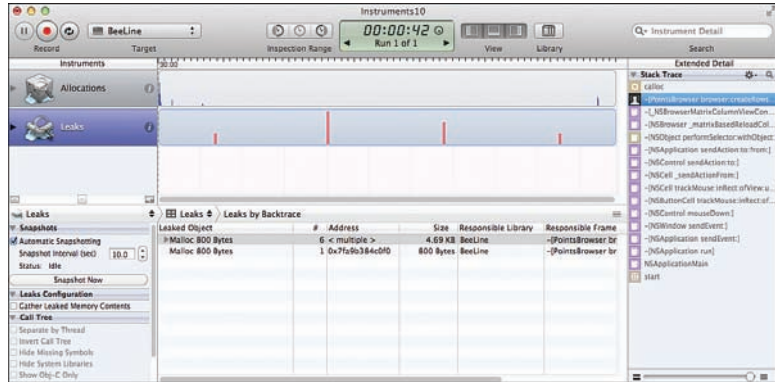 Instruments10
BeeLine
00:00:42
Run 1 of 1
Instrument Detail
Record
Target
Inspection Range
View
Library
Search
Instruments
00:00
Extended Detail
Allocations
Leaks
Stack Trace
calloc
-[PointsBrowser browser:createRows...
-[_NSBrowserMatrixColumnViewCon...
-[NSBrowser _matrixBasedReloadCol...
-[NSObject performSelector:withObject:
-[NSApplication sendAction:to:from:]
-[NSControl sendAction:to:]
-[NSCell _sendActionFrom:]
-[NSCell trackMouse:inRect:ofView:u...
-[NSButtonCell trackMouse:inRect:of...
-[NSControl mouseDown:]
-[NSWindow sendEvent:]
-[NSApplication sendEvent:]
-[NSApplication run]
NSApplicationMain
start
Leaks
Leaks
Leaks by Backtrace
Snapshots
Automatic Snapshotting
Snapshot Interval (sec) 10.0
Status: Idle
Snapshot Now
Leaks Configuration
Gather Leaked Memory Contents
Call Tree
Separate by Thread
Invert Call Tree
Hide Missing Symbols
Hide System Libraries
Show Obj-C Only
Leaked Object # Address Size Responsible Library Responsible Frame
Malloc 800 Bytes 6 < multiple > 4.69 KB BeeLine -[PointsBrowser br
Malloc 800 Bytes 1 0x7fa9b384c0f0 800 Bytes BeeLine -[PointsBrowser br